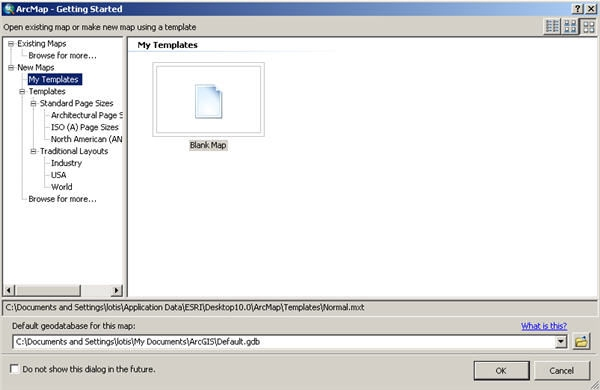 ArcMap - Getting Started
Open existing map or make new map using a template
Existing Maps
Browse for more...
New Maps
My Templates
Templates
Standard Page Sizes
Architectural Page S
ISO (A) Page Sizes
North American (AN
Traditional Layouts
Industry
USA
World
Browse for more...
My Templates
Blank Map
C:\Documents and Settings\lotis\Application Data\ESRI\Desktop10.0\ArcMap\Templates\Normal.mxt
Default geodatabase for this map:
What is this?
C:\Documents and Settings\lotis\My Documents\ArcGIS\Default.gdb
Do not show this dialog in the future.
OK
Cancel